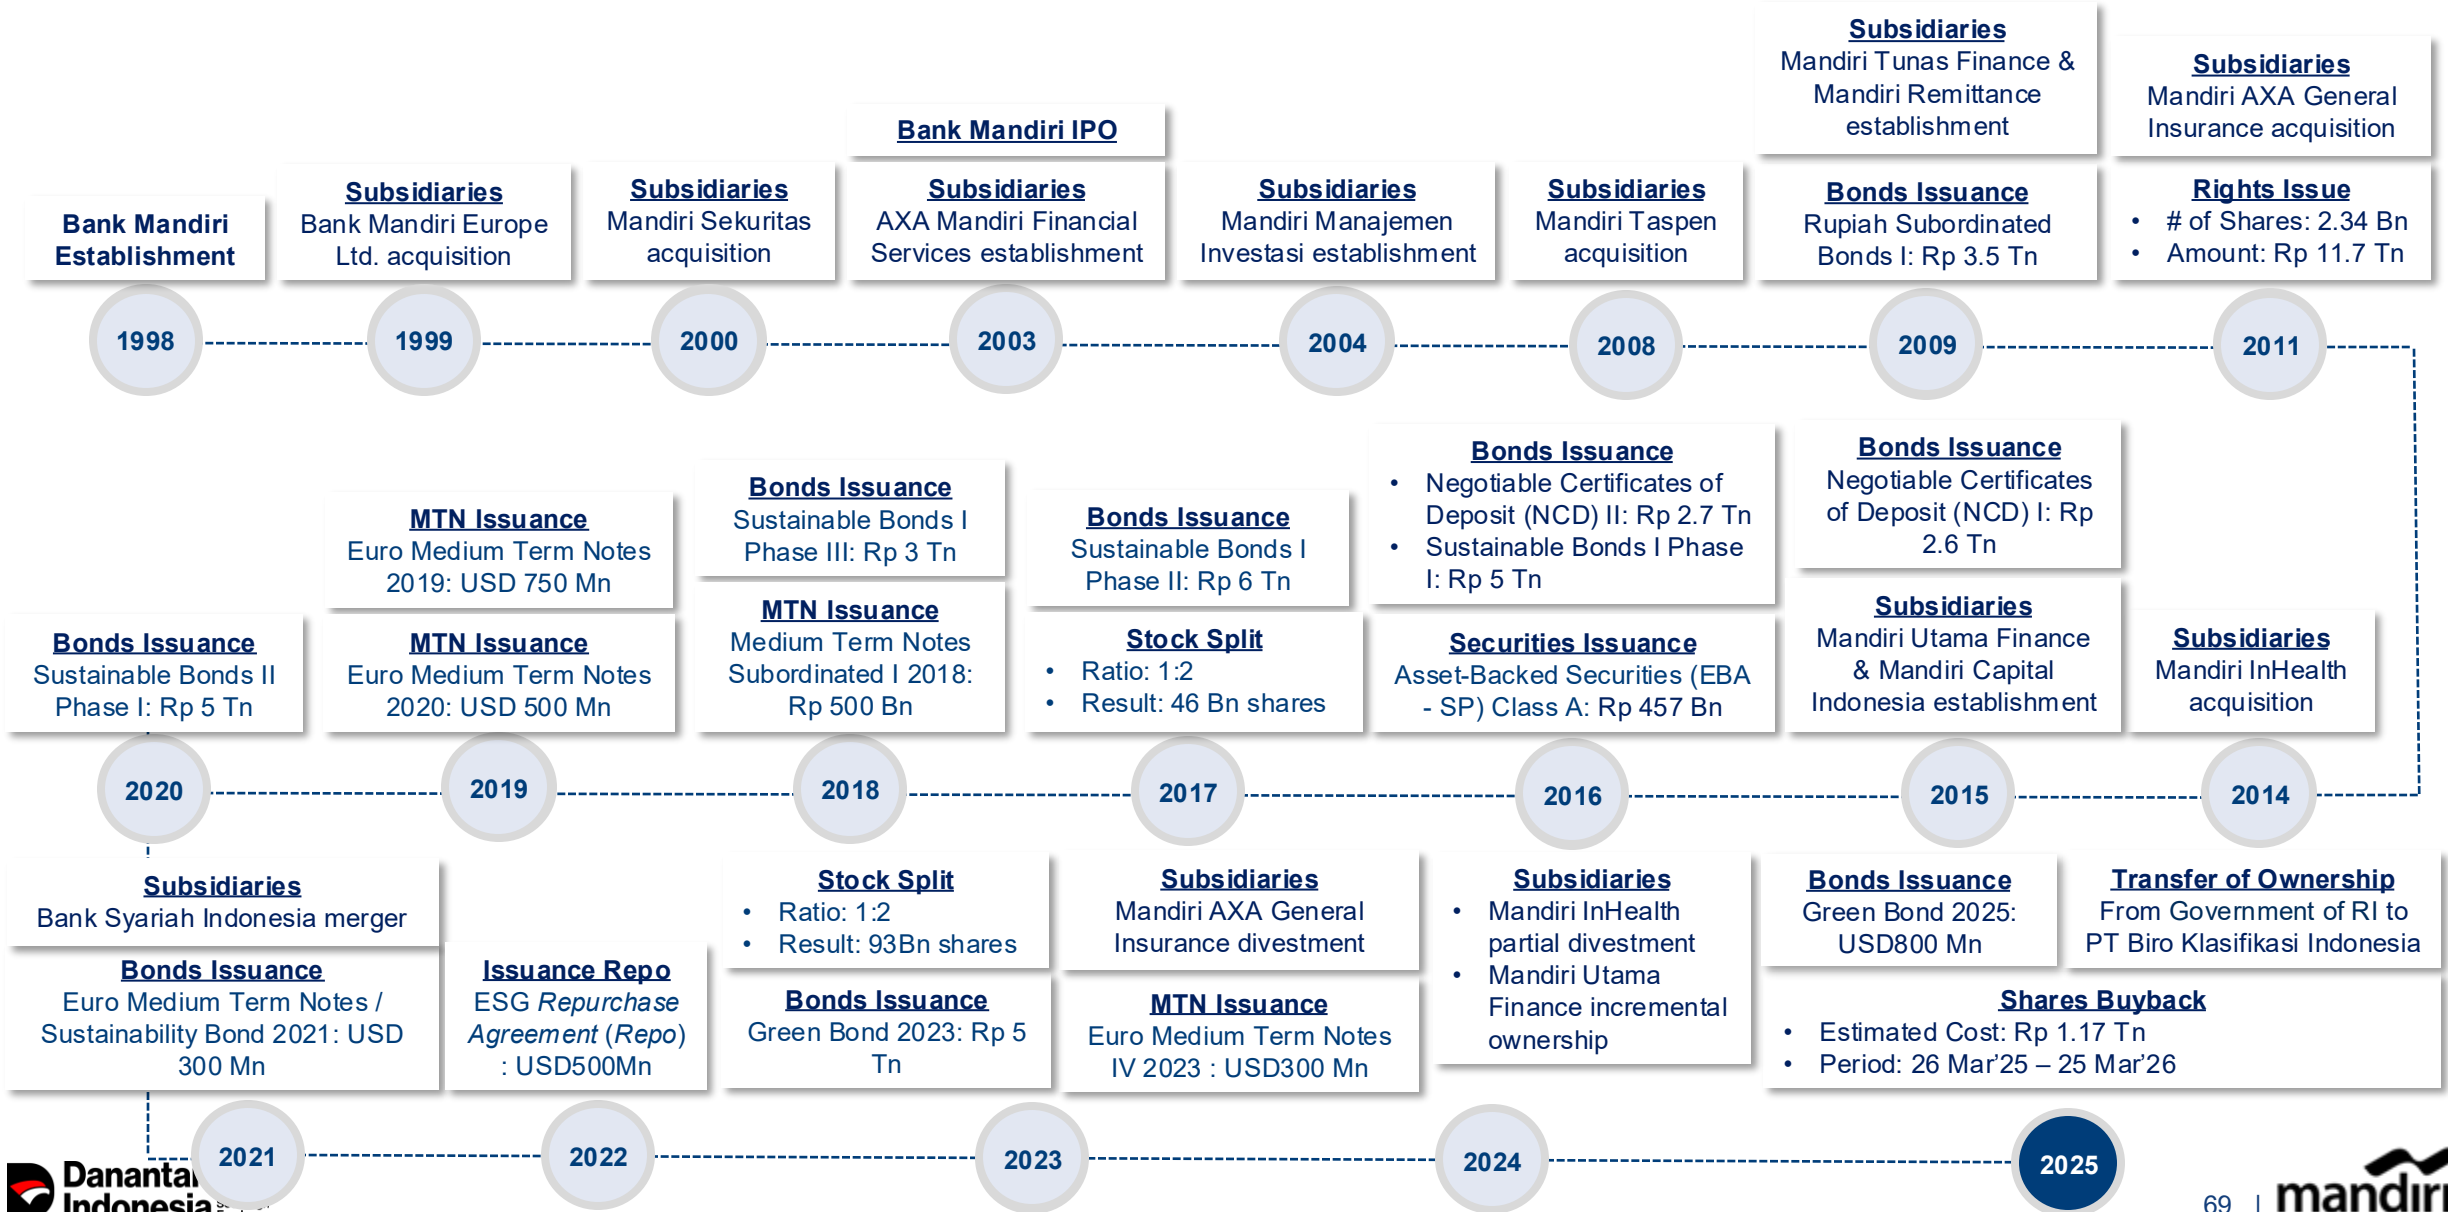 Bank Mandiri
Establishment
1998
Subsidiaries
Bank Mandiri Europe
Ltd. acquisition
1999
Subsidiaries
Mandiri Sekuritas
acquisition
2000
Bank Mandiri IPO
Subsidiaries
AXA Mandiri Financial
Services establishment
2003
Subsidiaries
Mandiri Manajemen
Investasi establishment
2004
Subsidiaries
Mandiri Taspen
acquisition
2008
Subsidiaries
Mandiri Tunas Finance &
Mandiri Remittance
establishment
Bonds Issuance
Rupiah Subordinated
Bonds I: Rp 3.5 Tn
2009
Subsidiaries
Mandiri AXA General
Insurance acquisition
Rights Issue
• # of Shares: 2.34 Bn
• Amount: Rp 11.7 Tn
2011
Bonds Issuance
Sustainable Bonds II
Phase I: Rp 5 Tn
2020
MTN Issuance
Euro Medium Term Notes
2019: USD 750 Mn
MTN Issuance
Euro Medium Term Notes
2020: USD 500 Mn
2019
Bonds Issuance
Sustainable Bonds I
Phase III: Rp 3 Tn
MTN Issuance
Medium Term Notes
Subordinated I 2018:
Rp 500 Bn
2018
Bonds Issuance
Sustainable Bonds I
Phase II: Rp 6 Tn
Stock Split
• Ratio: 1:2
• Result: 46 Bn shares
2017
Bonds Issuance
• Negotiable Certificates of
Deposit (NCD) II: Rp 2.7 Tn
• Sustainable Bonds I Phase
I: Rp 5 Tn
Securities Issuance
Asset-Backed Securities (EBA
- SP) Class A: Rp 457 Bn
2016
Bonds Issuance
Negotiable Certificates
of Deposit (NCD) I: Rp
2.6 Tn
Subsidiaries
Mandiri Utama Finance
& Mandiri Capital
Indonesia establishment
2015
Subsidiaries
Mandiri InHealth
acquisition
2014
Subsidiaries
Bank Syariah Indonesia merger
Bonds Issuance
Euro Medium Term Notes /
Sustainability Bond 2021: USD
300 Mn
2021
Issuance Repo
ESG Repurchase
Agreement (Repo)
: USD500Mn
2022
Stock Split
• Ratio: 1:2
• Result: 93Bn shares
Bonds Issuance
Green Bond 2023: Rp 5
Tn
Subsidiaries
Mandiri AXA General
Insurance divestment
MTN Issuance
Euro Medium Term Notes
IV 2023 : USD300 Mn
2023
Subsidiaries
• Mandiri InHealth
partial divestment
• Mandiri Utama
Finance incremental
ownership
2024
Bonds Issuance
Green Bond 2025:
USD800 Mn
Transfer of Ownership
From Government of RI to
PT Biro Klasifikasi Indonesia
Shares Buyback
• Estimated Cost: Rp 1.17 Tn
• Period: 26 Mar’25 – 25 Mar’26
2025
Indonesia
69 |
mandiri